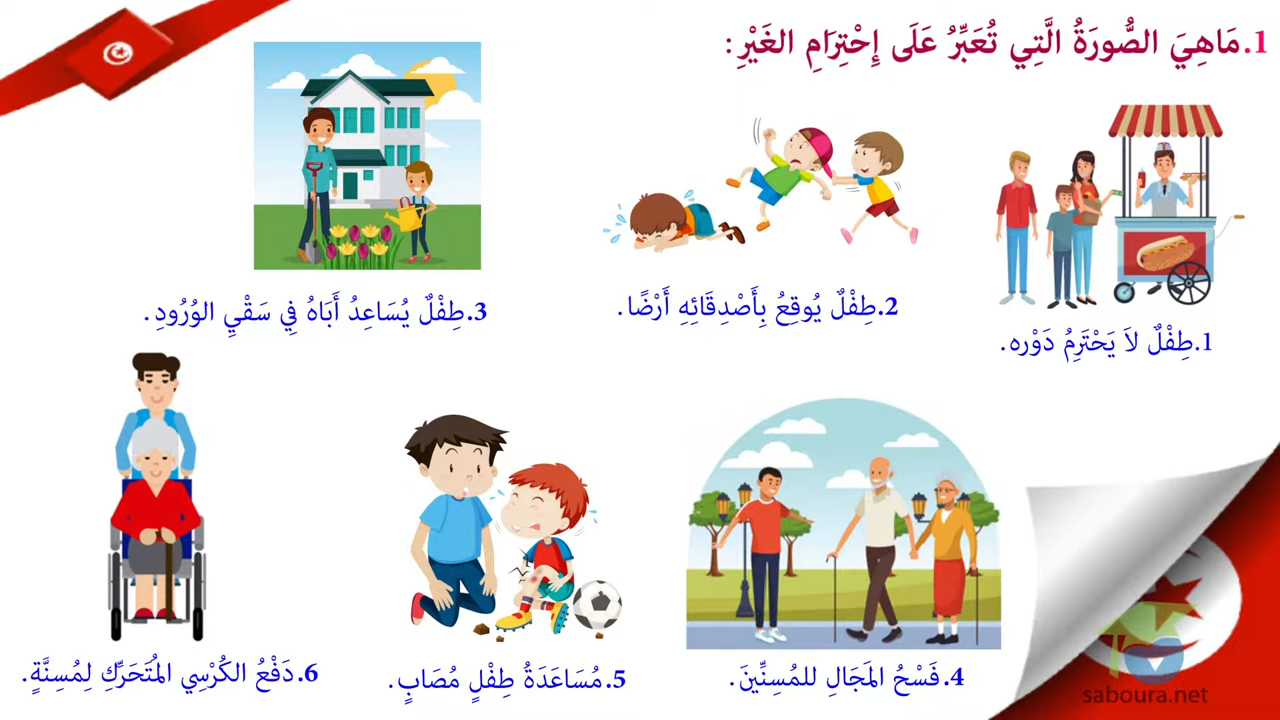 1.مَاهِيَ الصُّورَةُ الَّتِي تُعَبِّرُ عَلَى إِحْتِرَامِ الغَيْرِ:
1.طِفْلٌ لاَ يَحْتَرِمُ دَوْره.
2.طِفْلٌ يُوقِعُ بِأَصْدِقَائِهِ أَرْضًا.
3.طِفْلٌ يُسَاعِدُ أَبَاهُ فِي سَقْيِ الوُرُودِ.
4.فَسْحُ المَجَالِ للمُسِنِّينَ.
5.مُسَاعَدَةُ طِفْلٍ مُصَابٍ.
6.دَفْعُ الكُرْسِي المُتَحَرِّكِ لِمُسِنَّةٍ.
saboura.net